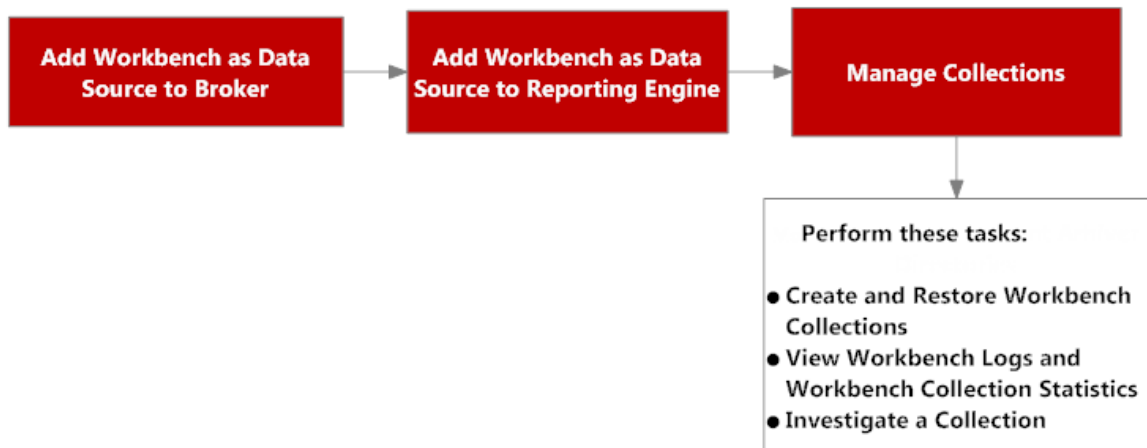 Add Workbench as Data
Source to Broker
Add Workbench as Data
Source to Reporting Engine
Manage Collections
Perform these tasks:
● Create and Restore Workbench
Collections
● View Workbench Logs and
Workbench Collection Statistics
● Investigate a Collection